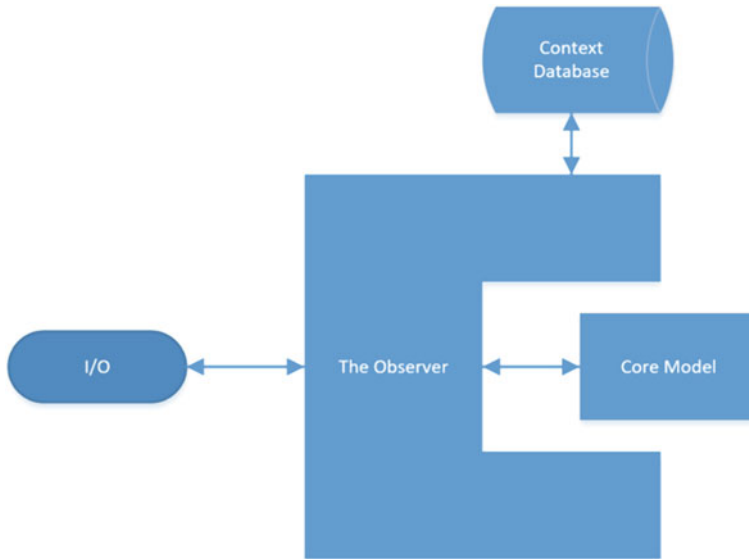 Context
Database
I/O
The Observer
Core Model